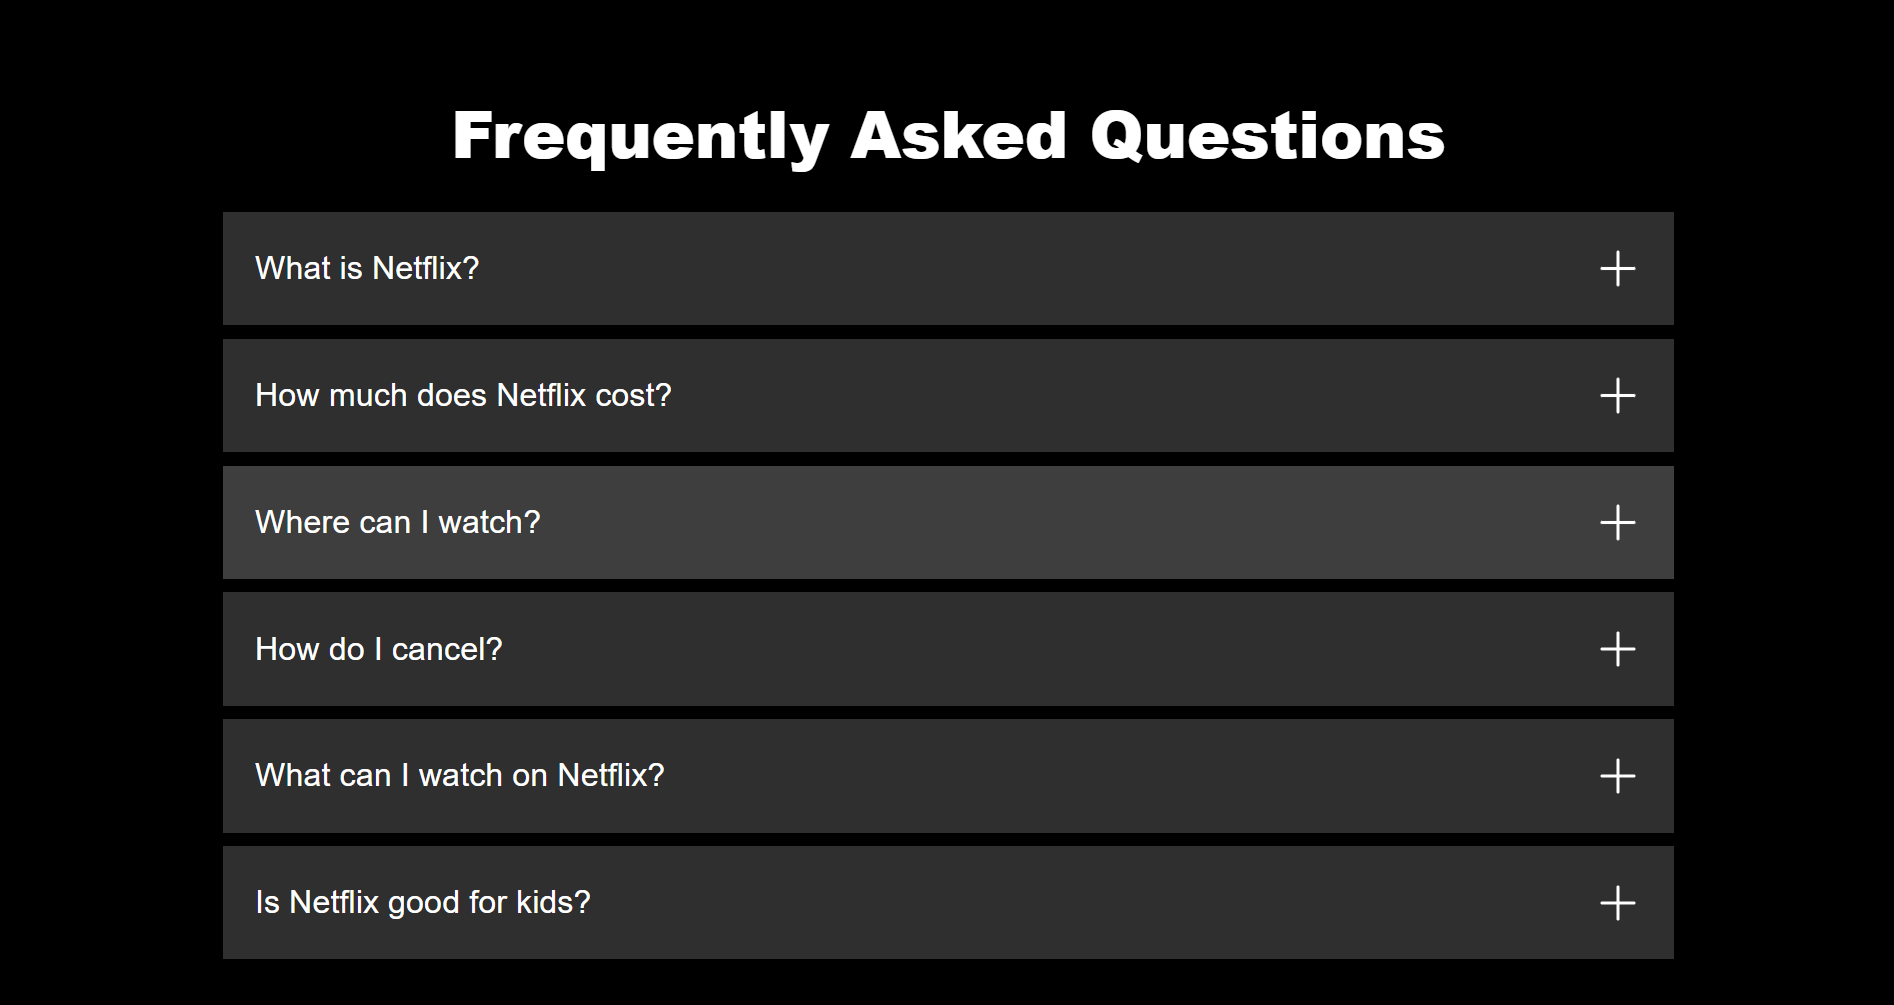 Frequently Asked Questions
What is Netflix?
How much does Netflix cost?
Where can I watch?
How do I cancel?
What can I watch on Netflix?
Is Netflix good for kids?